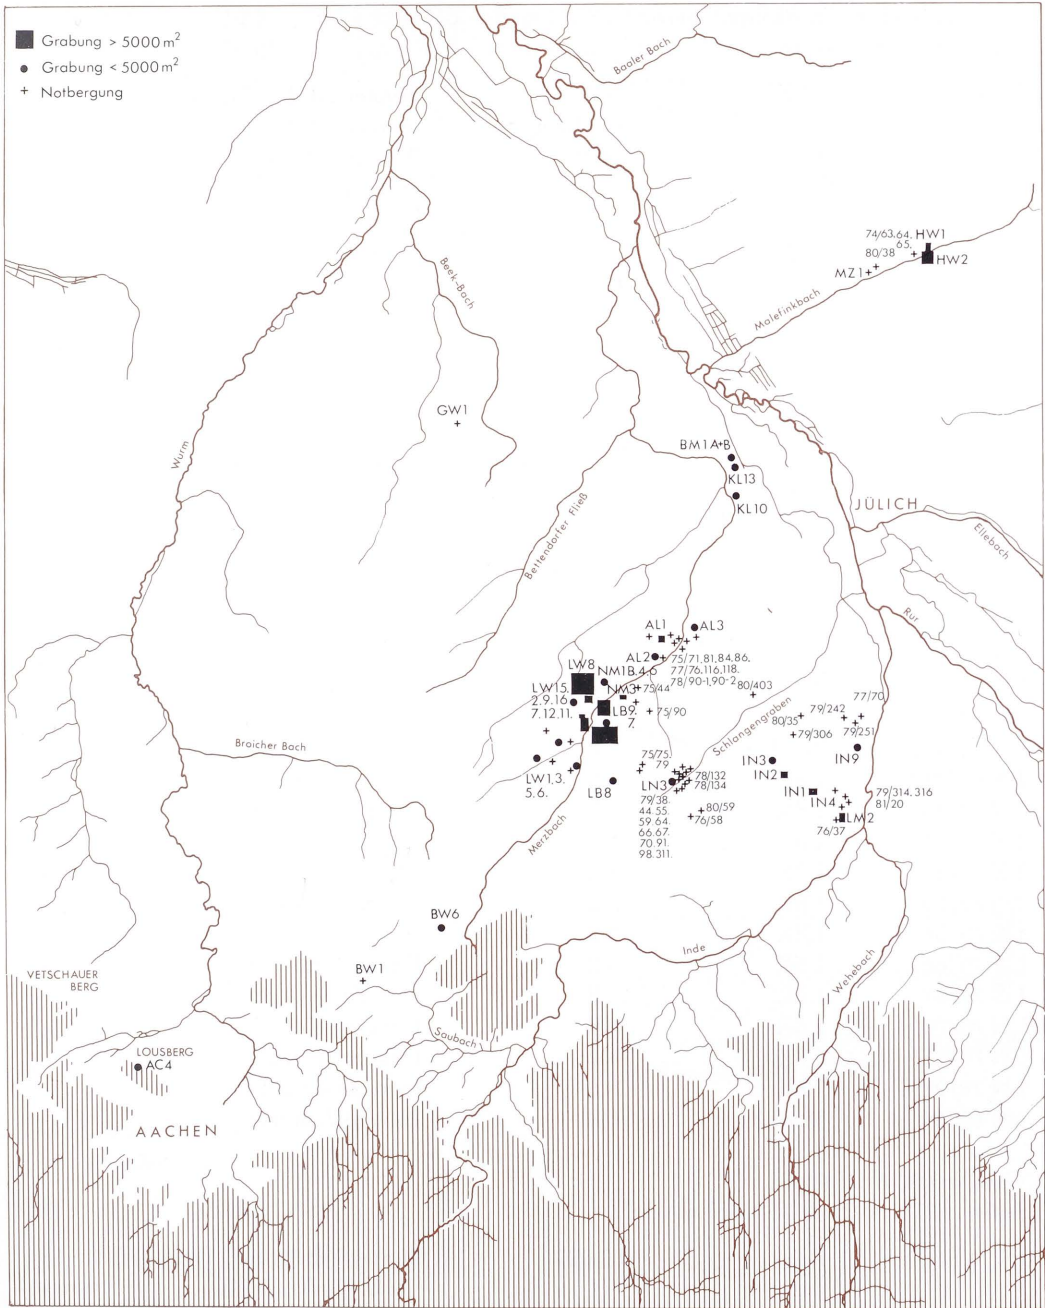 Grabung > 5000 m²
Grabung < 5000 m²
Notbergung
Baaler Bach
74/63.64. HW1
65.
80/38
HW2
MZ1
Beek-Bach
Malefinkbach
GW1
Wurm
BM1A+B
KL13
KL10
JÜLICH
Ellebach
Bettendorfer Fließ
Rur
AL1
AL3
AL2
75/71.81.84.86.
77/76.116.118.
78/90-1.90-2
LW8
NM1B.4.6
LW15.
2.9.16
7.12.11.
NM3
75/44
80/403
75/90
LB9.
7.
77/70
79/242
80/35
79/306
79/251
Schlangengraben
Broicher Bach
IN9
IN3
IN2
75/75.
79
78/132
78/134
LN3
LW1.3.
5.6.
LB8
IN1
IN4
79/314.316
81/20
LM2
76/37
79/38.
44.55.
59.64.
66.67.
70.91.
98.311.
80/59
76/58
Merzbach
BW6
Inde
BW1
Wehebach
VETSCHAUER
BERG
Saubach
LOUSBERG
AC4
AACHEN